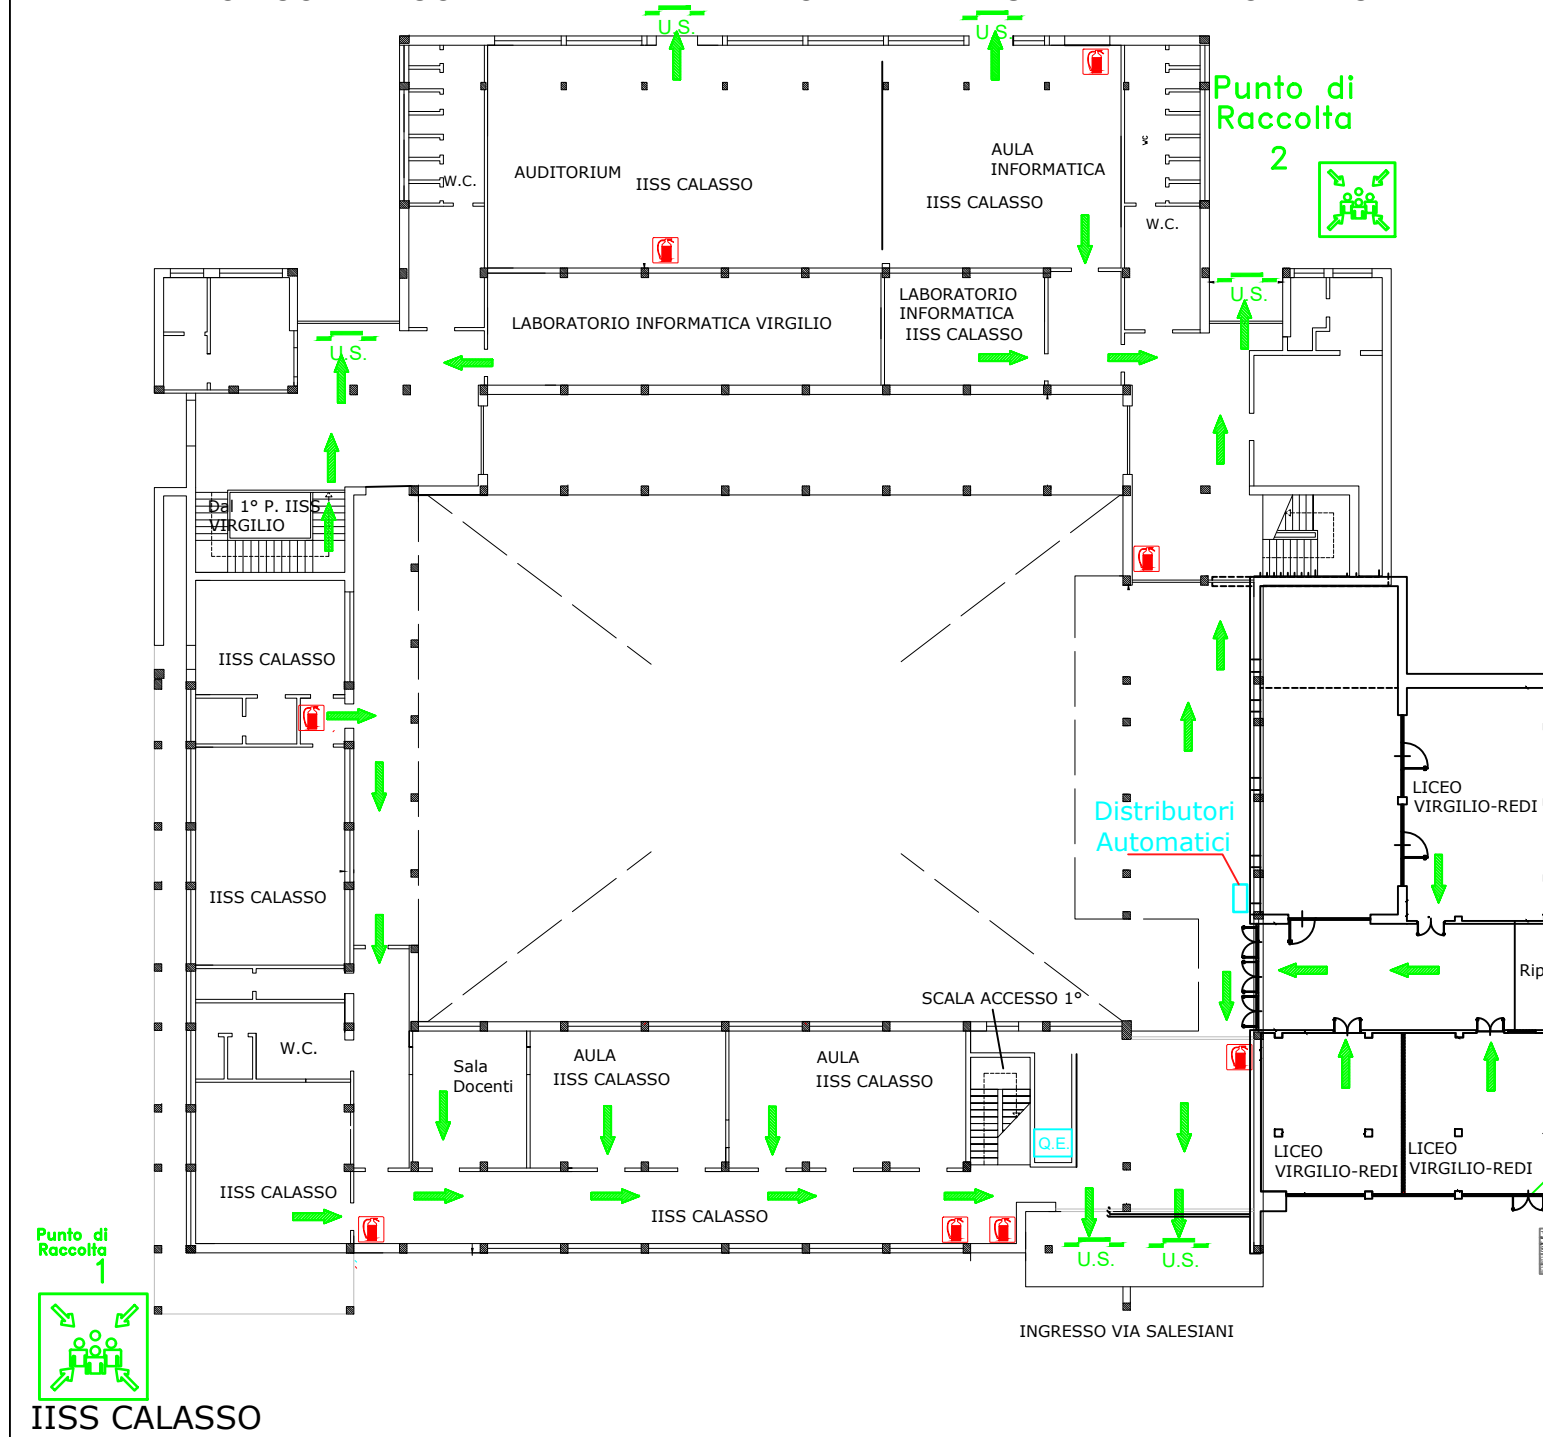 U.S.
U.S.
Punto di
Raccolta
2
AUDITORIUM
IISS CALASSO
AULA
INFORMATICA
IISS CALASSO
W.C.
vc
W.C.
LABORATORIO INFORMATICA VIRGILIO
LABORATORIO
INFORMATICA
IISS CALASSO
U.S.
U.S.
Dal 1° P. IISS
VIRGILIO
IISS CALASSO
IISS CALASSO
Distributori
Automatici
LICEO
VIRGILIO-REDI
Rip
SCALA ACCESSO 1°
W.C.
Sala
Docenti
AULA
IISS CALASSO
AULA
IISS CALASSO
Q.E.
LICEO
VIRGILIO-REDI
LICEO
VIRGILIO-REDI
IISS CALASSO
IISS CALASSO
U.S.
U.S.
Punto di
Raccolta
1
INGRESSO VIA SALESIANI
IISS CALASSO